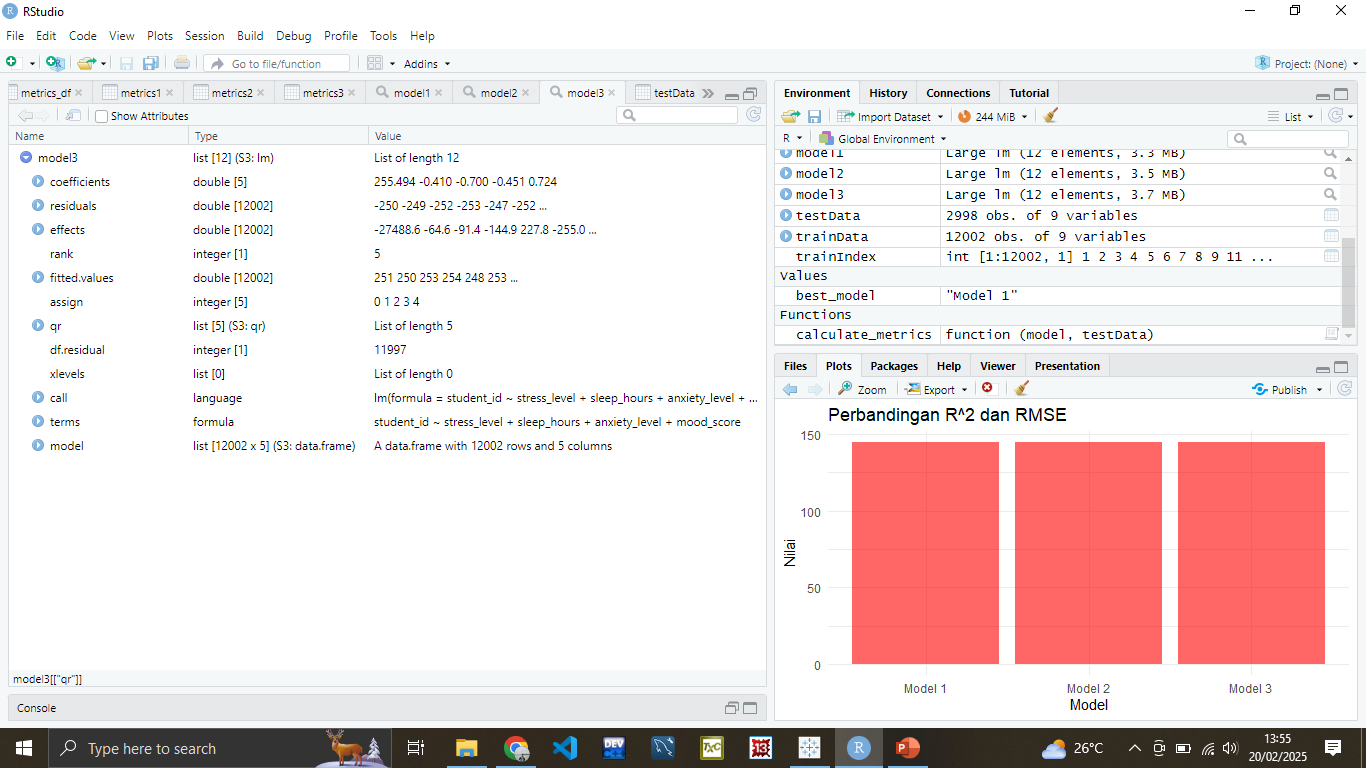 RStudio
File Edit Code View Plots Session Build Debug Profile Tools Help
Go to file/function Addins Project: (None)
metrics_df metrics1 metrics2 metrics3 model1 model2 model3 testData
Show Attributes
Name Type Value
model3 list [12] (S3: lm) List of length 12
coefficients double [5] 255.494 -0.410 -0.700 -0.451 0.724
residuals double [12002] -250 -249 -252 -253 -247 -252 ...
effects double [12002] -27488.6 -64.6 -91.4 -144.9 227.8 -255.0 ...
rank integer [1] 5
fitted.values double [12002] 251 250 253 254 248 253 ...
assign integer [5] 0 1 2 3 4
qr list [5] (S3: qr) List of length 5
df.residual integer [1] 11997
xlevels list [0] List of length 0
call language lm(formula = student_id ~ stress_level + sleep_hours + anxiety_level + ...
terms formula student_id ~ stress_level + sleep_hours + anxiety_level + mood_score
model list [12002 x 5] (S3: data.frame) A data.frame with 12002 rows and 5 columns
model3[["qr"]]
Console
Environment History Connections Tutorial
Import Dataset 244 MiB List
R Global Environment
model1 Large lm (12 elements, 3.3 MB)
model2 Large lm (12 elements, 3.5 MB)
model3 Large lm (12 elements, 3.7 MB)
testData 2998 obs. of 9 variables
trainData 12002 obs. of 9 variables
trainIndex int [1:12002, 1] 1 2 3 4 5 6 7 8 9 11 ...
Values
best_model "Model 1"
Functions
calculate_metrics function (model, testData)
Files Plots Packages Help Viewer Presentation
Zoom Export Publish
Perbandingan R^2 dan RMSE
150
100
50
0
Nilai
Model 1 Model 2 Model 3
Model
Type here to search
DEV
TXC
13
R
P
26°C
13:55
20/02/2025